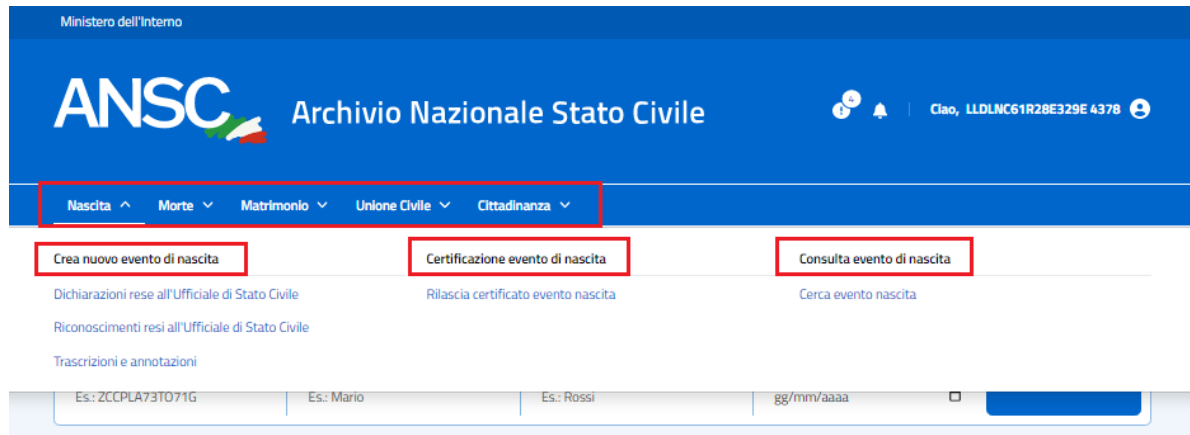 Ministero dell'Interno
ANSC Archivio Nazionale Stato Civile
4
Ciao, LLDLNC61R28E329E 4378
Nascita Morte Matrimonio Unione Civile Cittadinanza
Crea nuovo evento di nascita Certificazione evento di nascita Consulta evento di nascita
Dichiarazioni rese all'Ufficiale di Stato Civile Rilascia certificato evento nascita Cerca evento nascita
Riconoscimenti resi all'Ufficiale di Stato Civile
Trascrizioni e annotazioni
Es.: ZCCPLA73TO71G Es.: Mario Es.: Rossi gg/mm/aaaa